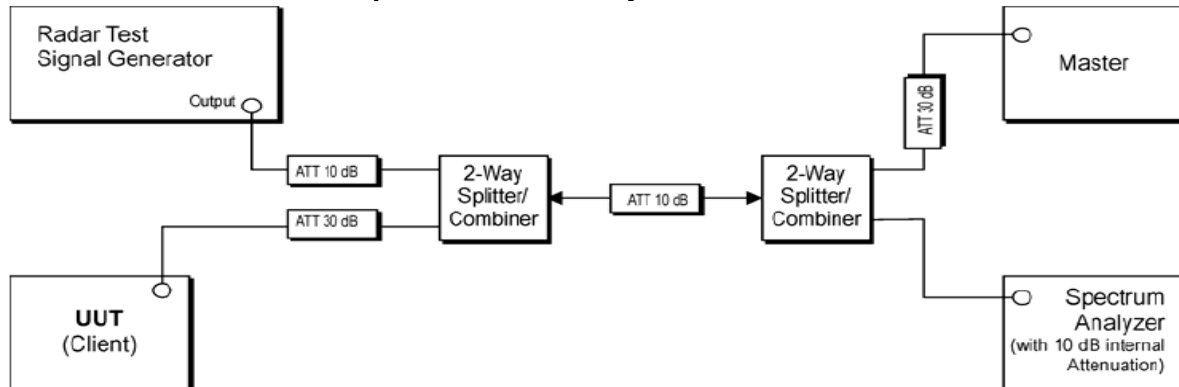 Radar Test
Signal Generator
Output
ATT 10 dB
2-Way
Splitter/
Combiner
ATT 30 dB
ATT 10 dB
2-Way
Splitter/
Combiner
ATT 30 dB
Master
UUT
(Client)
Spectrum
Analyzer
(with 10 dB internal
Attenuation)